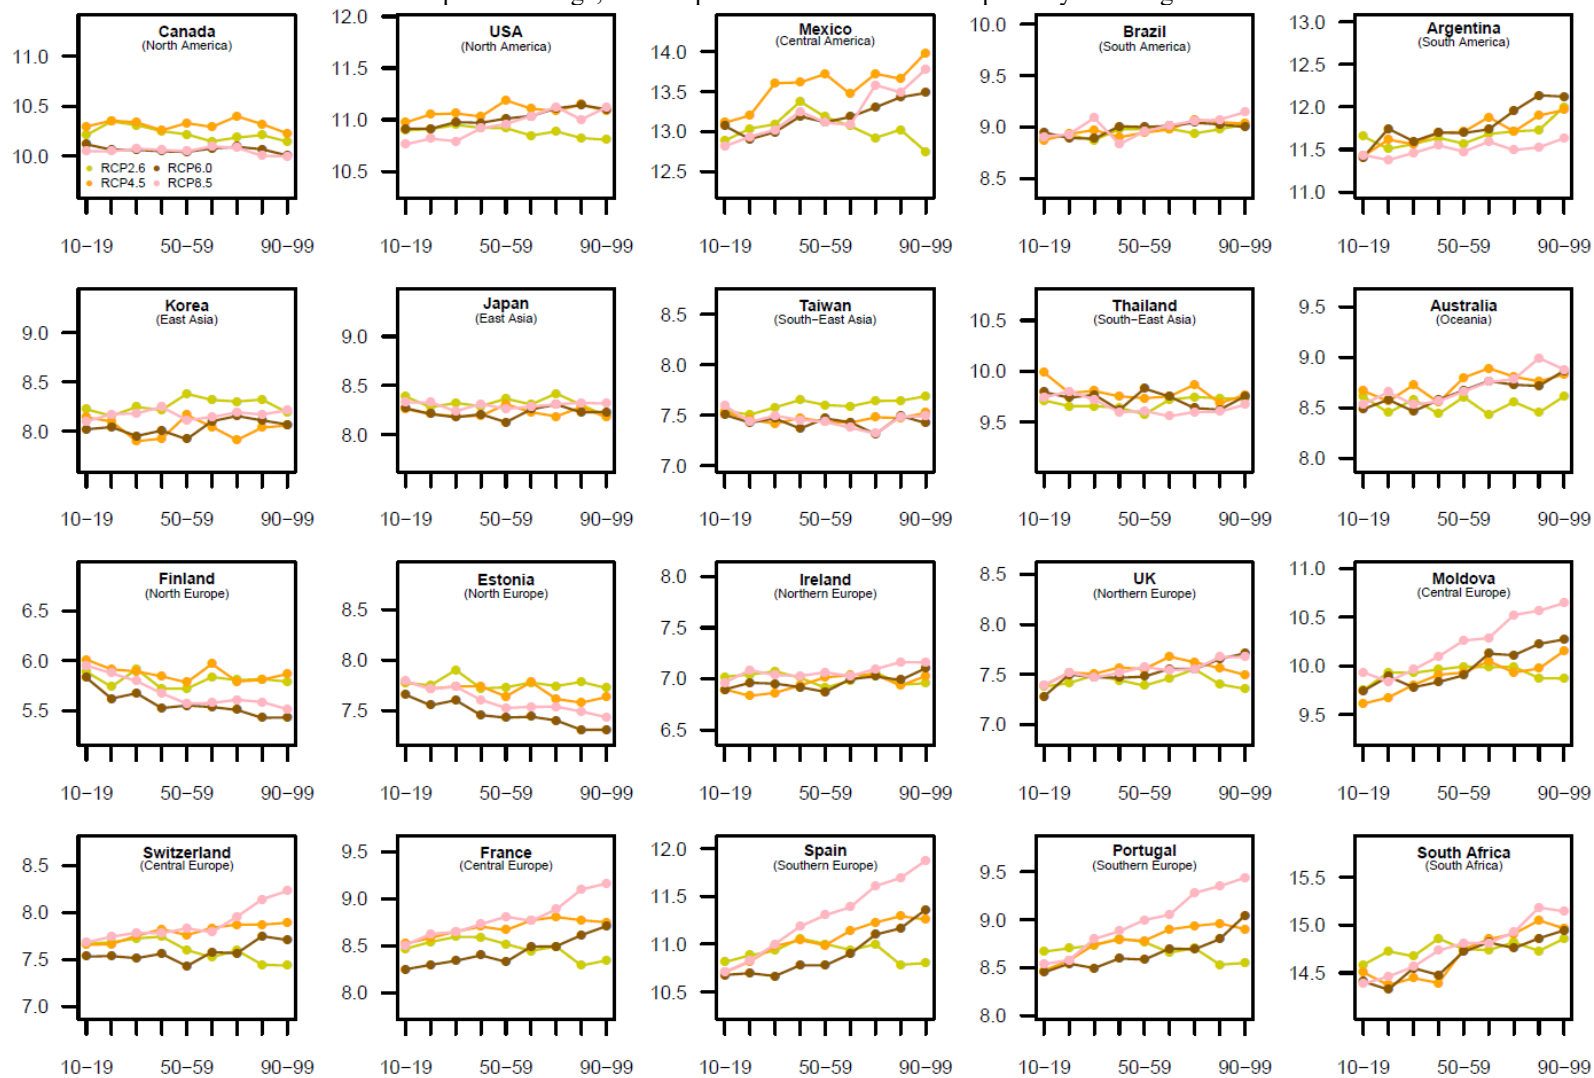 Canada
(North America)
11.0
10.5
10.0
RCP2.6 RCP6.0
RCP4.5 RCP8.5
10−19 50−59 90−99
USA
(North America)
12.0
11.5
11.0
10.5
10−19 50−59 90−99
Mexico
(Central America)
14.0
13.5
13.0
12.5
10−19 50−59 90−99
Brazil
(South America)
10.0
9.5
9.0
8.5
10−19 50−59 90−99
Argentina
(South America)
13.0
12.5
12.0
11.5
11.0
10−19 50−59 90−99
Korea
(East Asia)
9.0
8.5
8.0
10−19 50−59 90−99
Japan
(East Asia)
9.0
8.5
8.0
10−19 50−59 90−99
Taiwan
(South−East Asia)
8.5
8.0
7.5
7.0
10−19 50−59 90−99
Thailand
(South−East Asia)
10.5
10.0
9.5
10−19 50−59 90−99
Australia
(Oceania)
9.5
9.0
8.5
8.0
10−19 50−59 90−99
Finland
(North Europe)
6.5
6.0
5.5
10−19 50−59 90−99
Estonia
(North Europe)
8.5
8.0
7.5
10−19 50−59 90−99
Ireland
(Northern Europe)
8.0
7.5
7.0
6.5
10−19 50−59 90−99
UK
(Northern Europe)
8.5
8.0
7.5
7.0
10−19 50−59 90−99
Moldova
(Central Europe)
11.0
10.5
10.0
9.5
10−19 50−59 90−99
Switzerland
(Central Europe)
8.5
8.0
7.5
7.0
10−19 50−59 90−99
France
(Central Europe)
9.5
9.0
8.5
8.0
10−19 50−59 90−99
Spain
(Southern Europe)
12.0
11.5
11.0
10.5
10−19 50−59 90−99
Portugal
(Southern Europe)
9.5
9.0
8.5
8.0
10−19 50−59 90−99
South Africa
(South Africa)
15.5
15.0
14.5
10−19 50−59 90−99